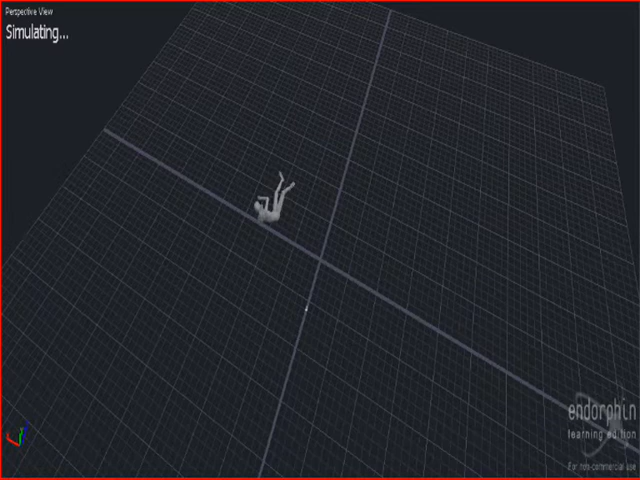 Perspective View
Simulating...
endorphin
learning edition
For non-commercial use